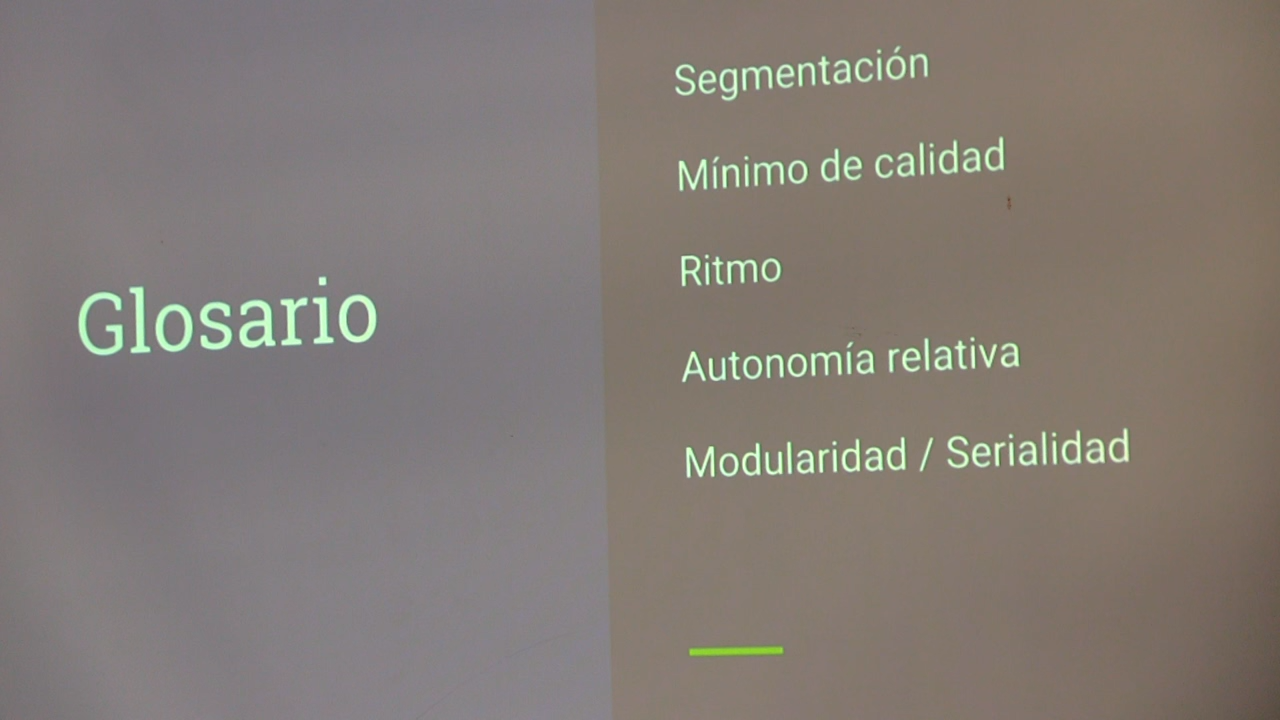 Glosario
Segmentación
Mínimo de calidad
Ritmo
Autonomía relativa
Modularidad / Serialidad